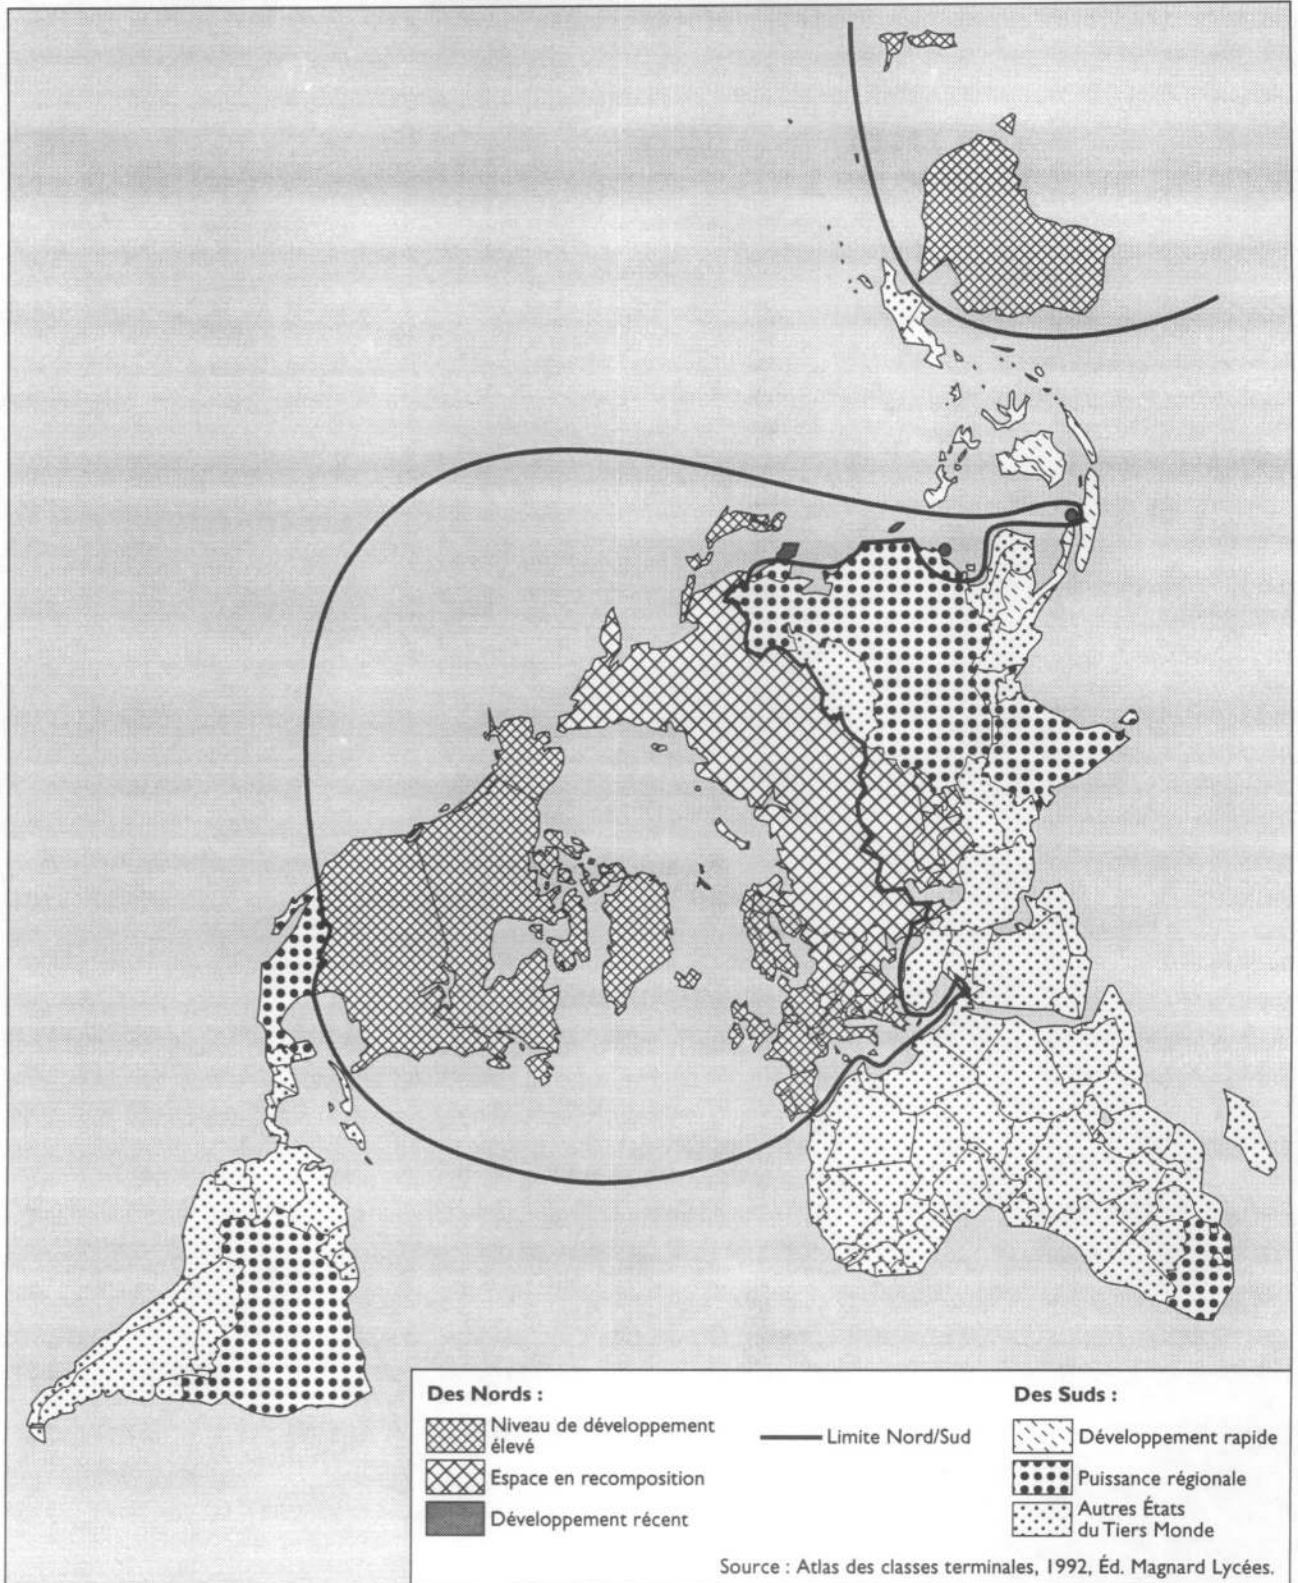 Des Nords :
Niveau de développement
élevé
Espace en recomposition
Développement récent
Limite Nord/Sud
Des Suds :
Développement rapide
Puissance régionale
Autres États
du Tiers Monde
Source : Atlas des classes terminales, 1992, Éd. Magnard Lycées.